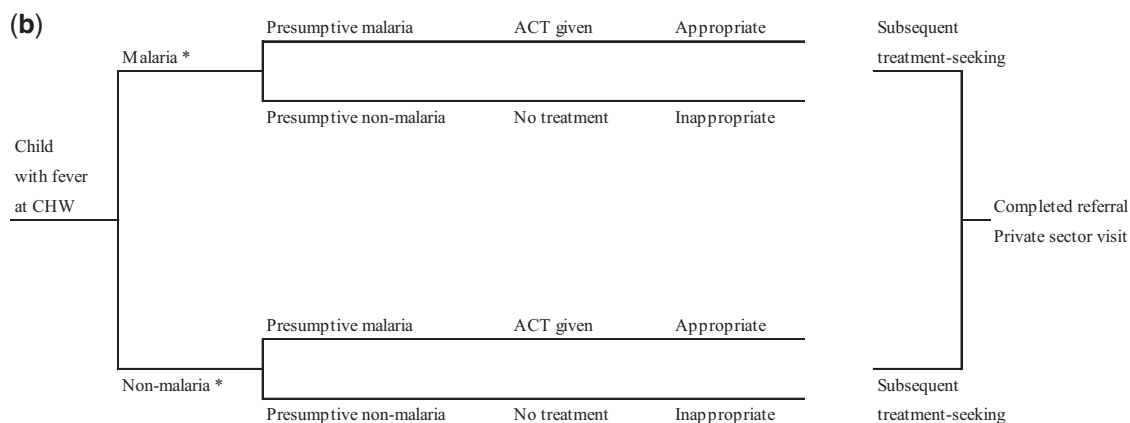 (b)
Presumptive malaria ACT given Appropriate Subsequent
Malaria * treatment-seeking
Presumptive non-malaria No treatment Inappropriate
Child
with fever
at CHW Completed referral
Private sector visit
Presumptive malaria ACT given Appropriate
Non-malaria * Subsequent
Presumptive non-malaria No treatment Inappropriate treatment-seeking